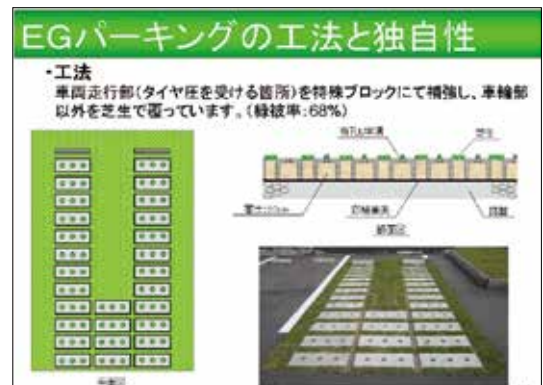 EGパーキングの工法と独自性
・工法
車両走行部(タイヤ圧を受ける箇所)を特殊ブロックにて補強し、車輪部
以外を芝生で覆っています。(緑被率:68%)
断面図